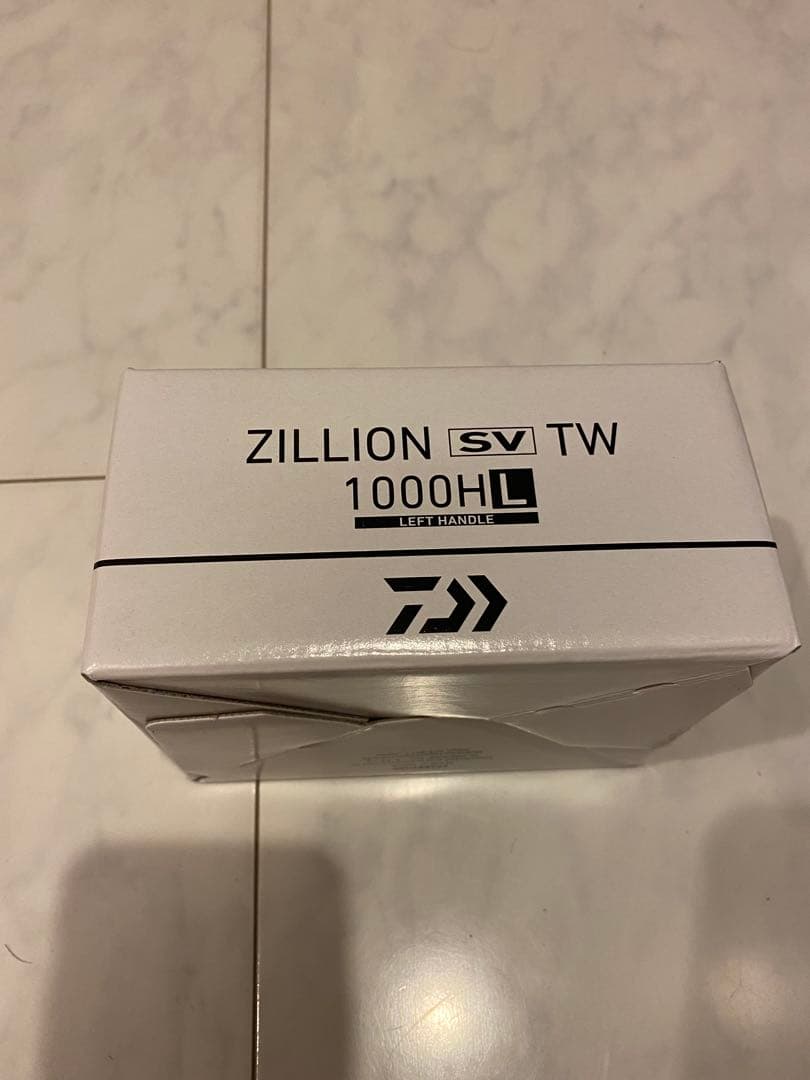 ZILLION SV TW
1000HL
LEFT HANDLE